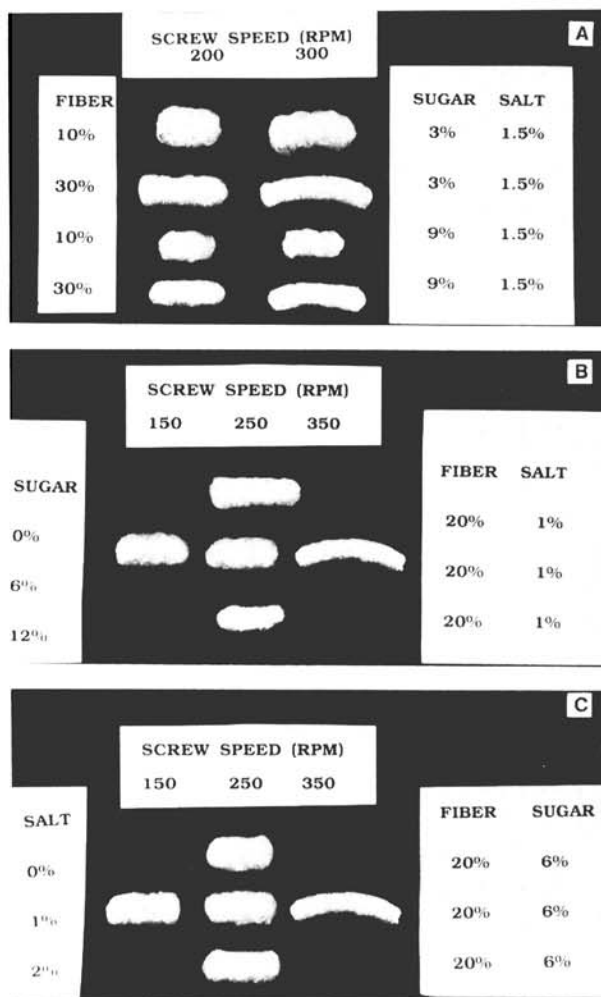 A
SCREW SPEED (RPM)
200 300
FIBER SUGAR SALT
10% 3% 1.5%
30% 3% 1.5%
10% 9% 1.5%
30% 9% 1.5%
B
SCREW SPEED (RPM)
150 250 350
SUGAR FIBER SALT
0% 20% 1%
6% 20% 1%
12% 20% 1%
C
SCREW SPEED (RPM)
150 250 350
SALT FIBER SUGAR
0% 20% 6%
1% 20% 6%
2% 20% 6%